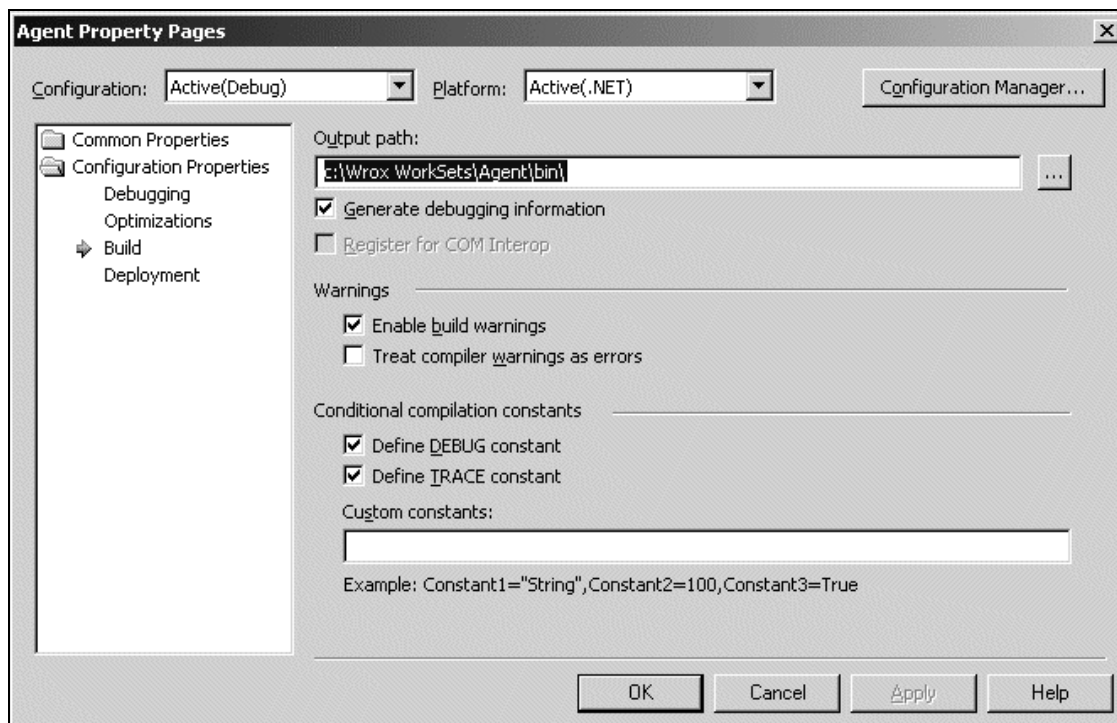 Agent Property Pages
Configuration: Active(Debug) Platform: Active(.NET) Configuration Manager...
Common Properties
Configuration Properties
Debugging
Optimizations
Build
Deployment
Output path:
c:\Wrox WorkSets\Agent\bin\ ...
Generate debugging information
Register for COM Interop
Warnings
Enable build warnings
Treat compiler warnings as errors
Conditional compilation constants
Define DEBUG constant
Define TRACE constant
Custom constants:
Example: Constant1="String",Constant2=100,Constant3=True
OK Cancel Apply Help